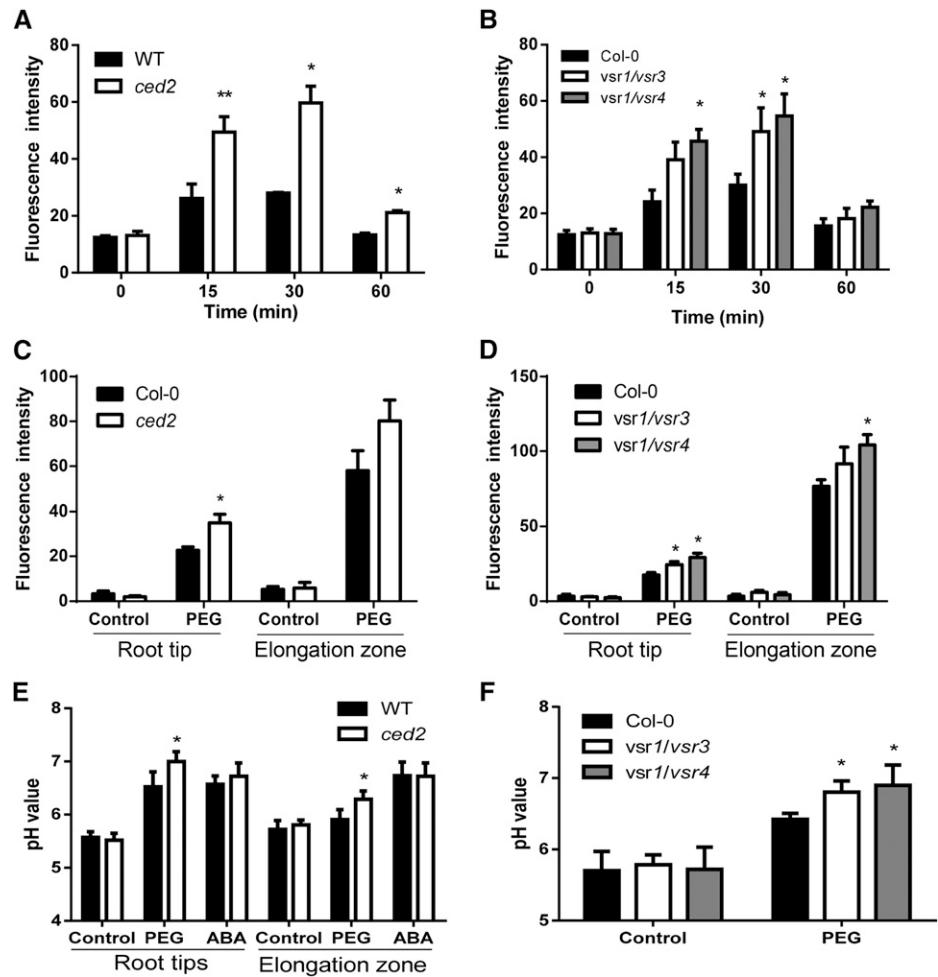 A
WT
ced2
Fluorescence intensity
80
60
40
20
0
**
*
*
0 15 30 60
Time (min)
B
Col-0
vsr1/vsr3
vsr1/vsr4
Fluorescence intensity
80
60
40
20
0
*
*
*
0 15 30 60
Time (min)
C
Col-0
ced2
Fluorescence intensity
100
80
60
40
20
0
*
Control PEG Control PEG
Root tip Elongation zone
D
Col-0
vsr1/vsr3
vsr1/vsr4
Fluorescence intensity
150
100
50
0
*
*
*
Control PEG Control PEG
Root tip Elongation zone
E
WT
ced2
pH value
8
7
6
5
4
*
*
Control PEG ABA Control PEG ABA
Root tips Elongation zone
F
Col-0
vsr1/vsr3
vsr1/vsr4
pH value
8
7
6
5
*
*
Control PEG